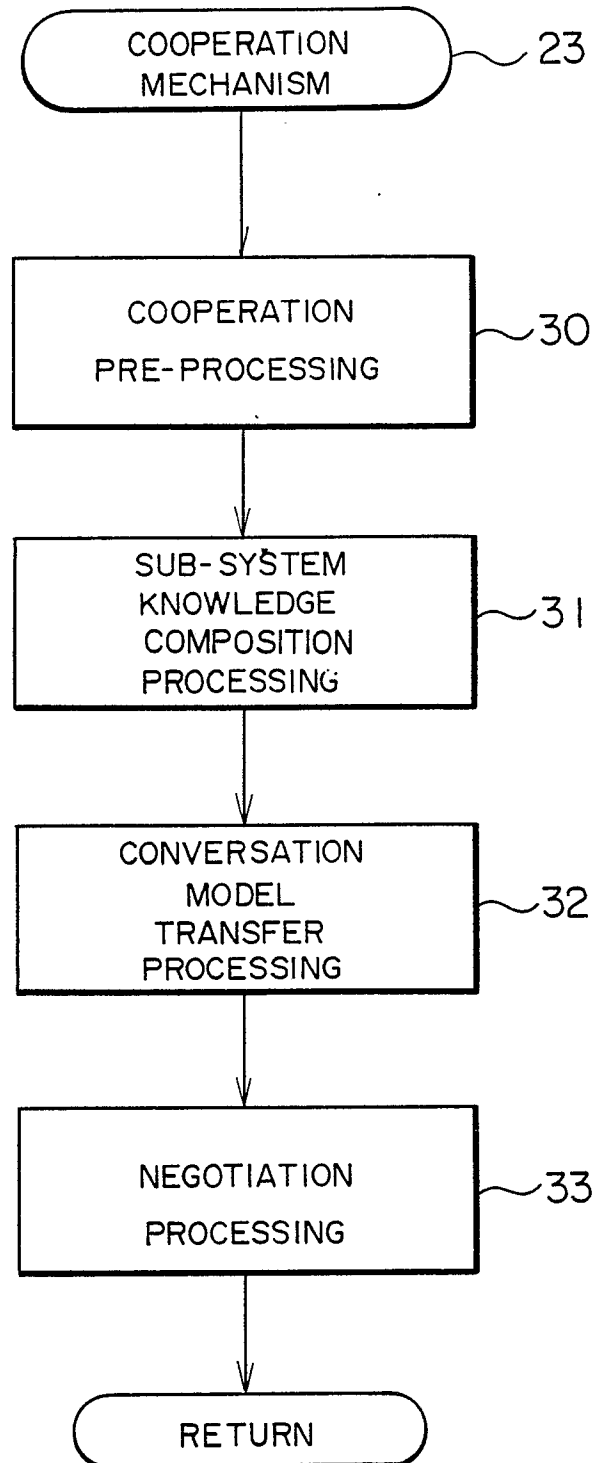 COOPERATION
MECHANISM
23
COOPERATION
PRE-PROCESSING
30
SUB-SYSTEM
KNOWLEDGE
COMPOSITION
PROCESSING
31
CONVERSATION
MODEL
TRANSFER
PROCESSING
32
NEGOTIATION
PROCESSING
33
RETURN